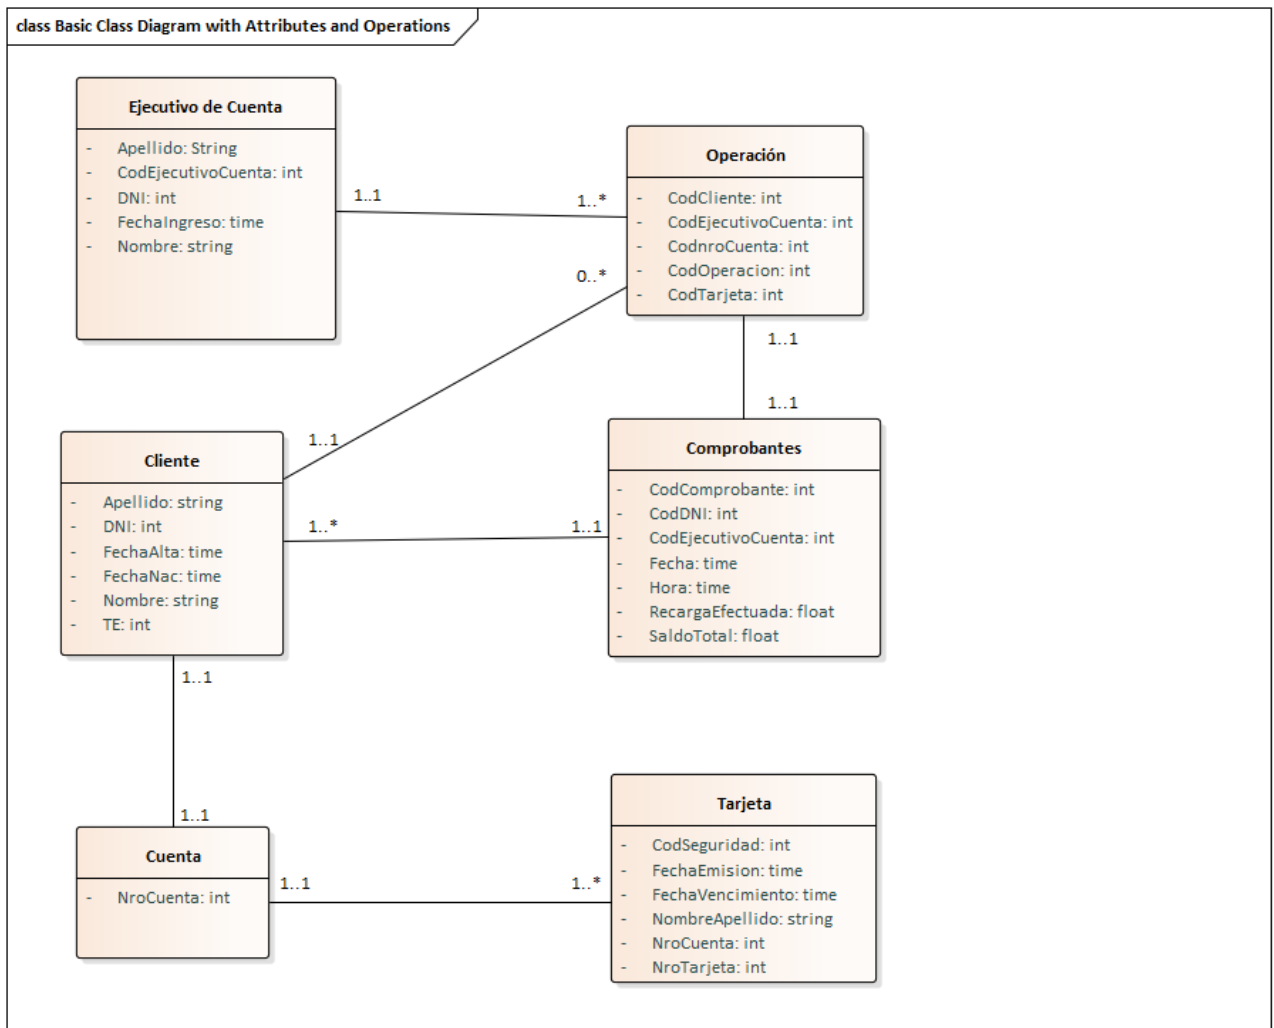 class Basic Class Diagram with Attributes and Operations
Ejecutivo de Cuenta
- Apellido: String
- CodEjecutivoCuenta: int
- DNI: int
- FechaIngreso: time
- Nombre: string
1..1
1..*
Operación
- CodCliente: int
- CodEjecutivoCuenta: int
- CodnroCuenta: int
- CodOperacion: int
- CodTarjeta: int
0..*
1..1
1..1
1..1
Cliente
- Apellido: string
- DNI: int
- FechaAlta: time
- FechaNac: time
- Nombre: string
- TE: int
1..*
1..1
Comprobantes
- CodComprobante: int
- CodDNI: int
- CodEjecutivoCuenta: int
- Fecha: time
- Hora: time
- RecargaEfectuada: float
- SaldoTotal: float
1..1
1..1
Cuenta
- NroCuenta: int
1..1
1..*
Tarjeta
- CodSeguridad: int
- FechaEmision: time
- FechaVencimiento: time
- NombreApellido: string
- NroCuenta: int
- NroTarjeta: int